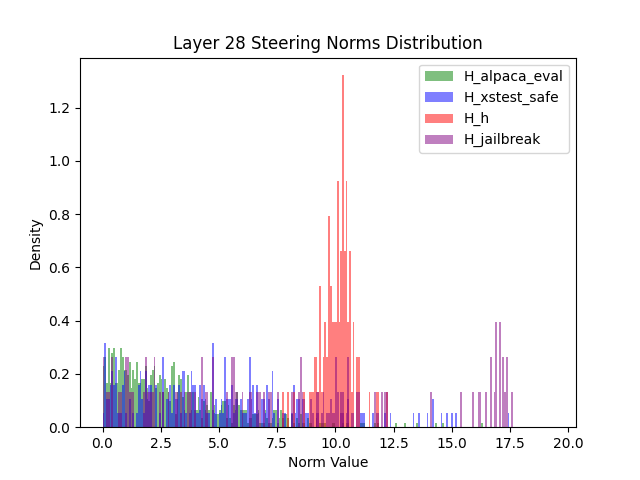 Layer 28 Steering Norms Distribution
H_alpaca_eval
H_xstest_safe
H_h
H_jailbreak
Density
1.2
1.0
0.8
0.6
0.4
0.2
0.0
0.0 2.5 5.0 7.5 10.0 12.5 15.0 17.5 20.0
Norm Value